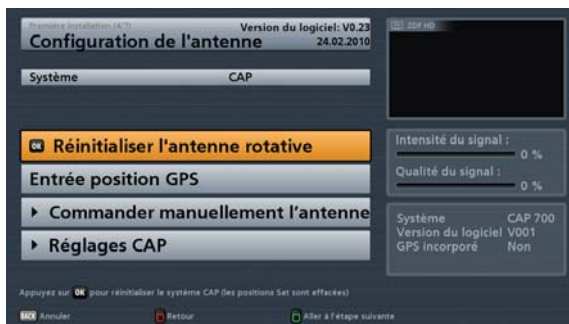 Première installation (4/7)
Version du logiciel: V0.23
Configuration de l'antenne
24.02.2010
Système CAP
ZDF HD
OK Réinitialiser l'antenne rotative
Entrée position GPS
Commander manuellement l'antenne
Réglages CAP
Intensité du signal :
0 %
Qualité du signal :
0 %
Système CAP 700
Version du logiciel V001
GPS incorporé Non
Appuyez sur OK pour réinitialiser le système CAP (les positions Set sont effacées)
BACK Annuler Retour Aller à l'étape suivante